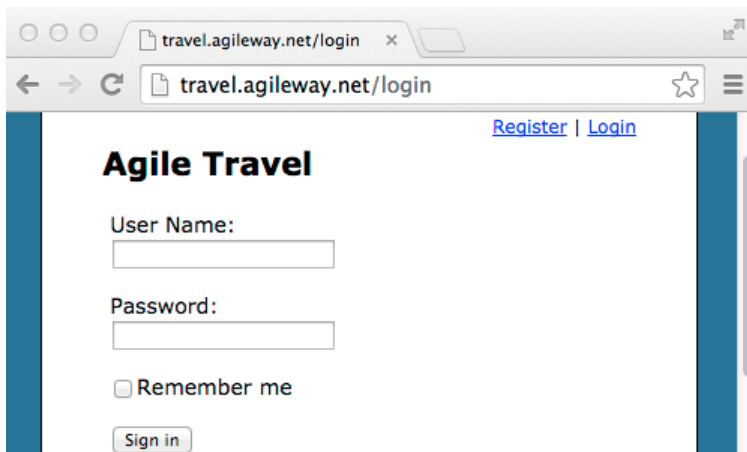 travel.agileway.net/login
travel.agileway.net/login
Register | Login
Agile Travel
User Name:
Password:
Remember me
Sign in